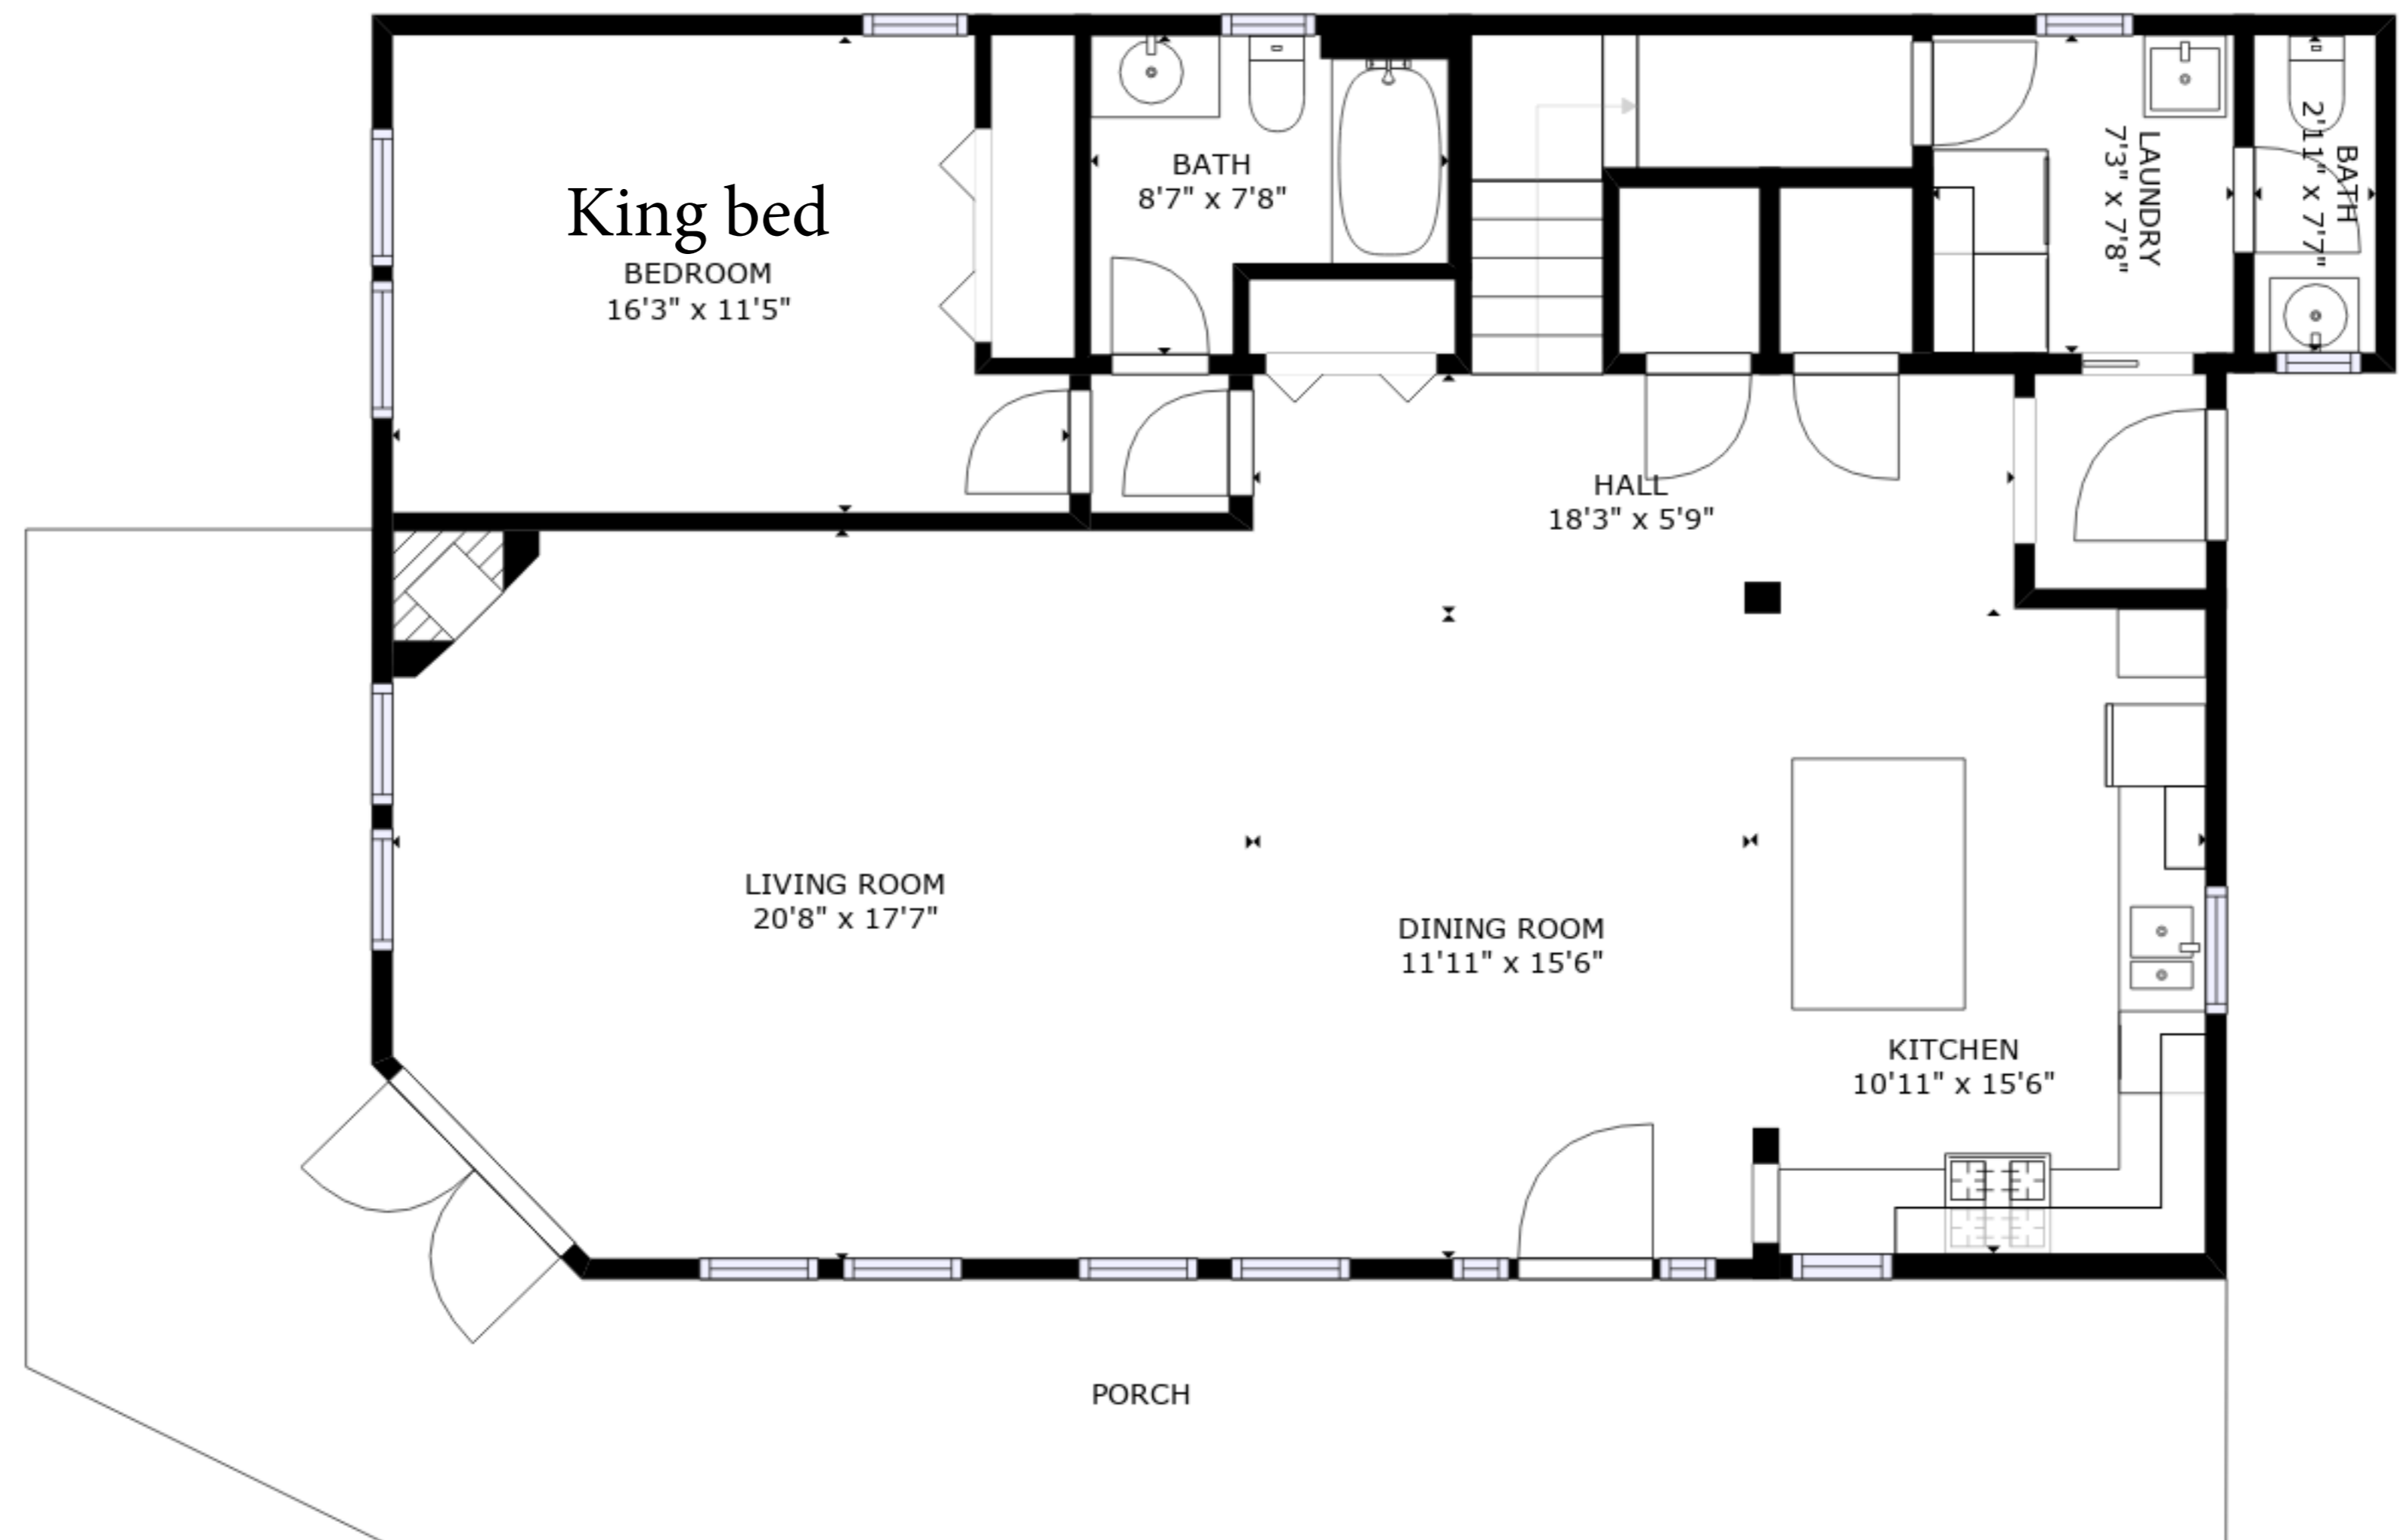 King bed
BEDROOM
16'3" x 11'5"
BATH
8'7" x 7'8"
LAUNDRY
7'3" x 7'8"
BATH
2'11" x 7'7"
HALL
18'3" x 5'9"
LIVING ROOM
20'8" x 17'7"
DINING ROOM
11'11" x 15'6"
KITCHEN
10'11" x 15'6"
PORCH